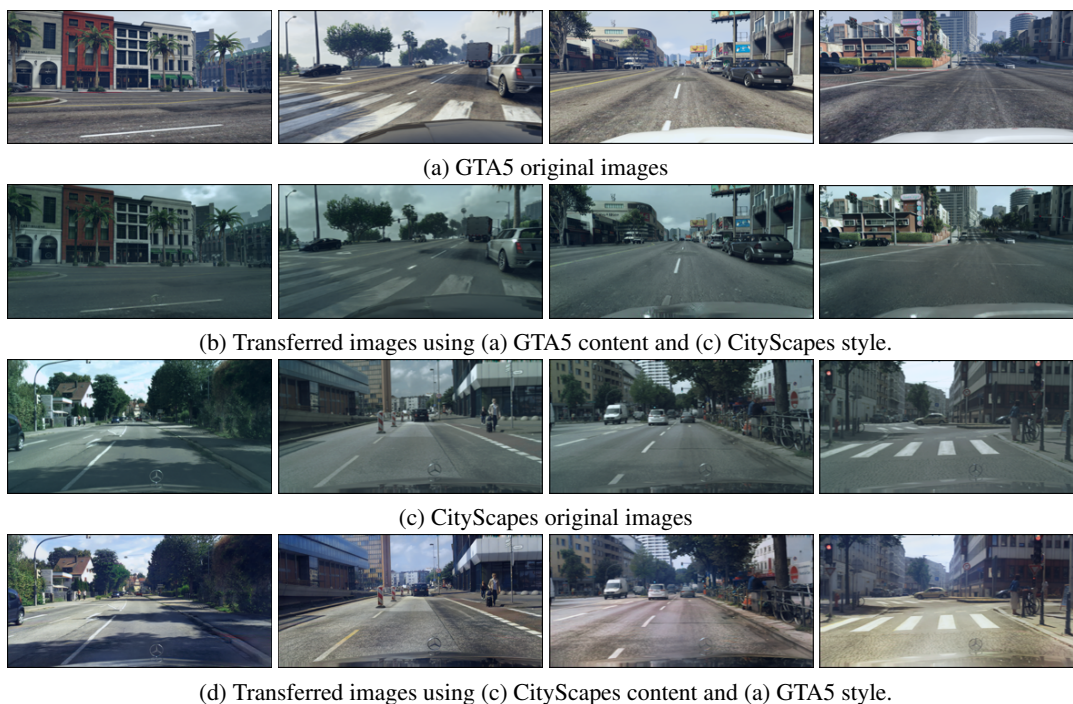 (a) GTA5 original images
(b) Transferred images using (a) GTA5 content and (c) CityScapes style.
(c) CityScapes original images
(d) Transferred images using (c) CityScapes content and (a) GTA5 style.